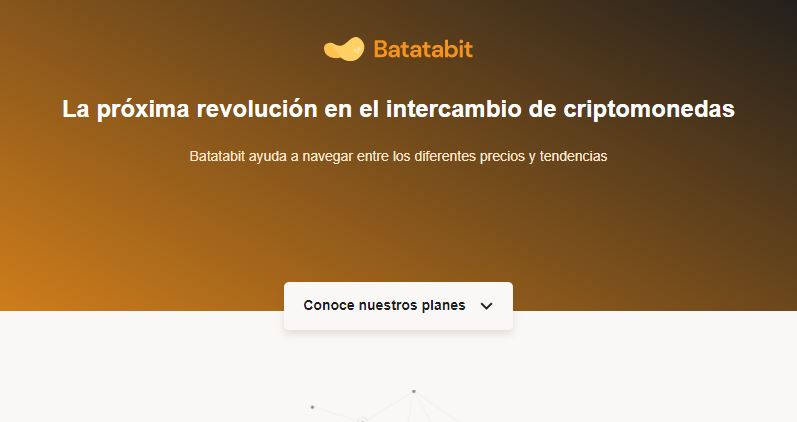 Batatabit
La próxima revolución en el intercambio de criptomonedas
Batatabit ayuda a navegar entre los diferentes precios y tendencias
Conoce nuestros planes